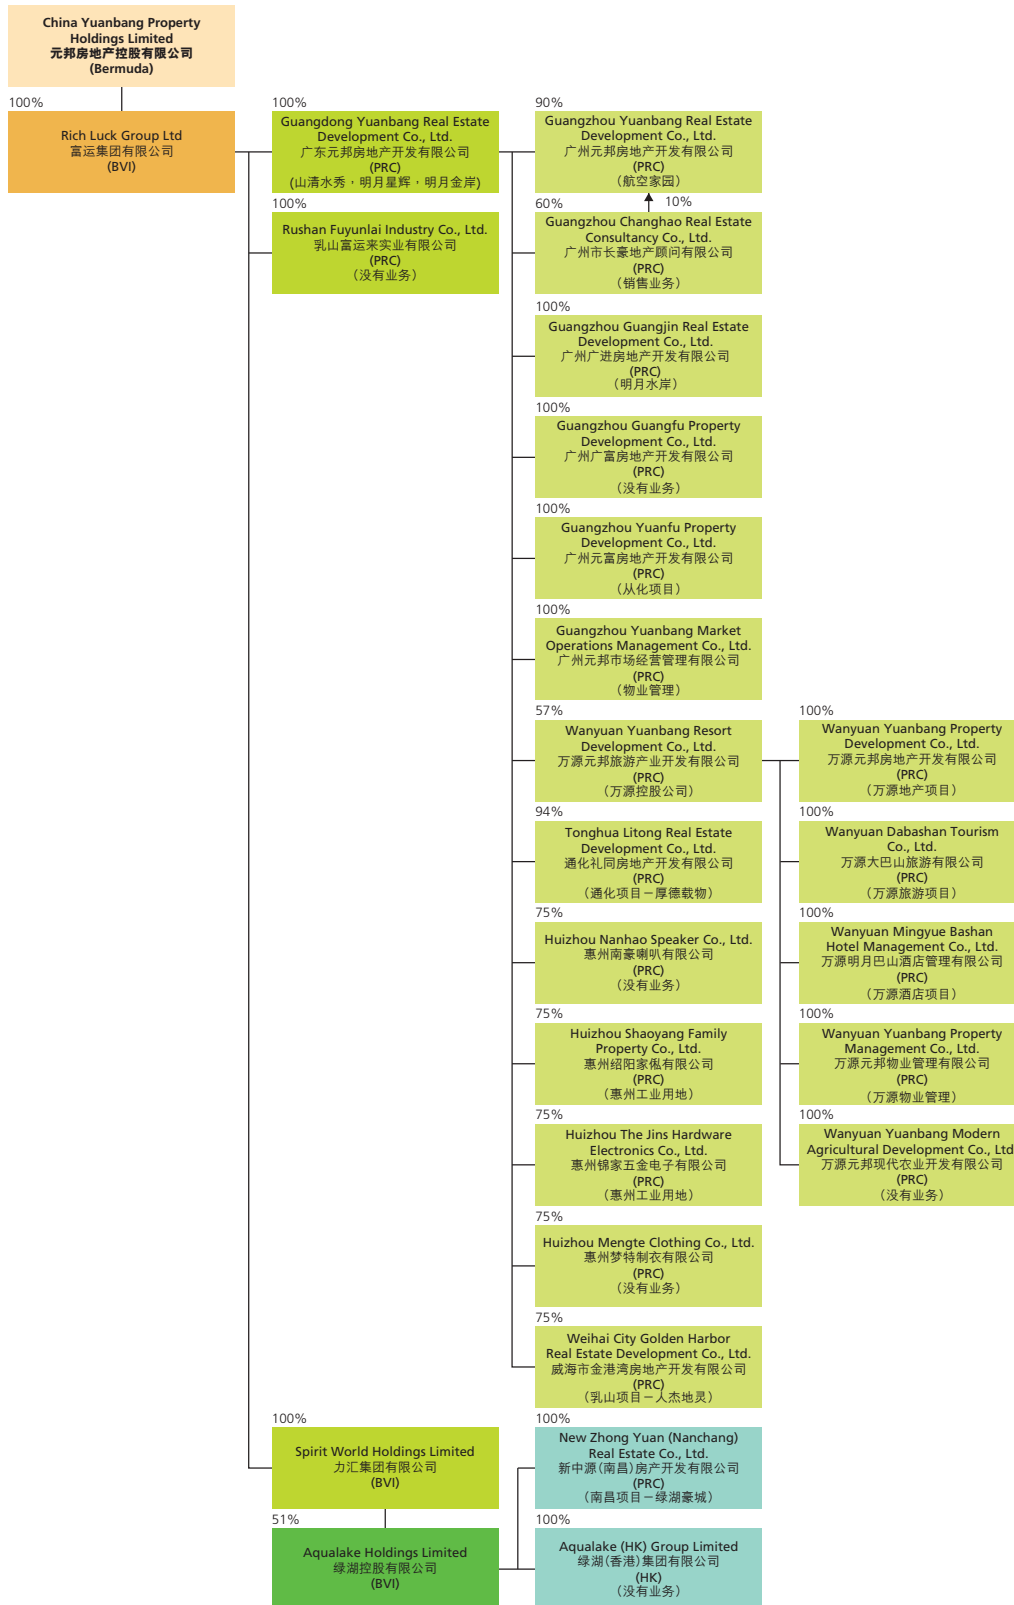 China Yuanbang Property
Holdings Limited
元邦房地产控股有限公司
(Bermuda)
100%
Rich Luck Group Ltd
富运集团有限公司
(BVI)
100%
Guangdong Yuanbang Real Estate
Development Co., Ltd.
广东元邦房地产开发有限公司
(PRC)
(山清水秀，明月星辉，明月金岸)
100%
Rushan Fuyunlai Industry Co., Ltd.
乳山富运来实业有限公司
(PRC)
（没有业务）
90%
Guangzhou Yuanbang Real Estate
Development Co., Ltd.
广州元邦房地产开发有限公司
(PRC)
（航空家园）
60%
10%
Guangzhou Changhao Real Estate
Consultancy Co., Ltd.
广州市长豪地产顾问有限公司
(PRC)
（销售业务）
100%
Guangzhou Guangjin Real Estate
Development Co., Ltd.
广州广进房地产开发有限公司
(PRC)
（明月水岸）
100%
Guangzhou Guangfu Property
Development Co., Ltd.
广州广富房地产开发有限公司
(PRC)
（没有业务）
100%
Guangzhou Yuanfu Property
Development Co., Ltd.
广州元富房地产开发有限公司
(PRC)
（从化项目）
100%
Guangzhou Yuanbang Market
Operations Management Co., Ltd.
广州元邦市场经营管理有限公司
(PRC)
（物业管理）
57%
Wanyuan Yuanbang Resort
Development Co., Ltd.
万源元邦旅游产业开发有限公司
(PRC)
（万源控股公司）
94%
Tonghua Litong Real Estate
Development Co., Ltd.
通化礼同房地产开发有限公司
(PRC)
（通化项目－厚德载物）
75%
Huizhou Nanhao Speaker Co., Ltd.
惠州南豪喇叭有限公司
(PRC)
（没有业务）
75%
Huizhou Shaoyang Family
Property Co., Ltd.
惠州绍阳家俬有限公司
(PRC)
（惠州工业用地）
75%
Huizhou The Jins Hardware
Electronics Co., Ltd.
惠州锦家五金电子有限公司
(PRC)
（惠州工业用地）
75%
Huizhou Mengte Clothing Co., Ltd.
惠州梦特制衣有限公司
(PRC)
（没有业务）
75%
Weihai City Golden Harbor
Real Estate Development Co., Ltd.
威海市金港湾房地产开发有限公司
(PRC)
（乳山项目－人杰地灵）
100%
Wanyuan Yuanbang Property
Development Co., Ltd.
万源元邦房地产开发有限公司
(PRC)
（万源地产项目）
100%
Wanyuan Dabashan Tourism
Co., Ltd.
万源大巴山旅游有限公司
(PRC)
（万源旅游项目）
100%
Wanyuan Mingyue Bashan
Hotel Management Co., Ltd.
万源明月巴山酒店管理有限公司
(PRC)
（万源酒店项目）
100%
Wanyuan Yuanbang Property
Management Co., Ltd.
万源元邦物业管理有限公司
(PRC)
（万源物业管理）
100%
Wanyuan Yuanbang Modern
Agricultural Development Co., Ltd
万源元邦现代农业开发有限公司
(PRC)
（没有业务）
100%
Spirit World Holdings Limited
力汇集团有限公司
(BVI)
51%
Aqualake Holdings Limited
绿湖控股有限公司
(BVI)
100%
New Zhong Yuan (Nanchang)
Real Estate Co., Ltd.
新中源(南昌)房产开发有限公司
(PRC)
（南昌项目－绿湖豪城）
100%
Aqualake (HK) Group Limited
绿湖(香港)集团有限公司
(HK)
（没有业务）